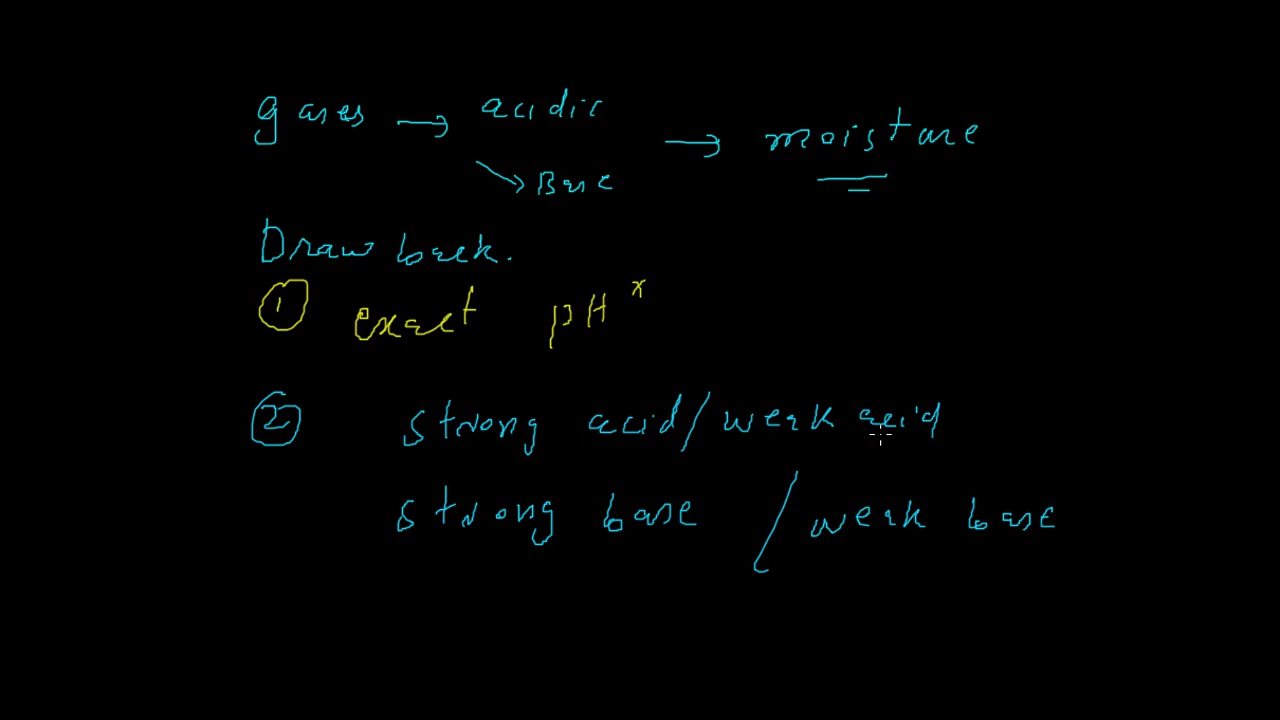 gases → acidic → moisture
↘ Base
Draw back.
① exact pH x
② strong acid/weak acid
strong base / weak base